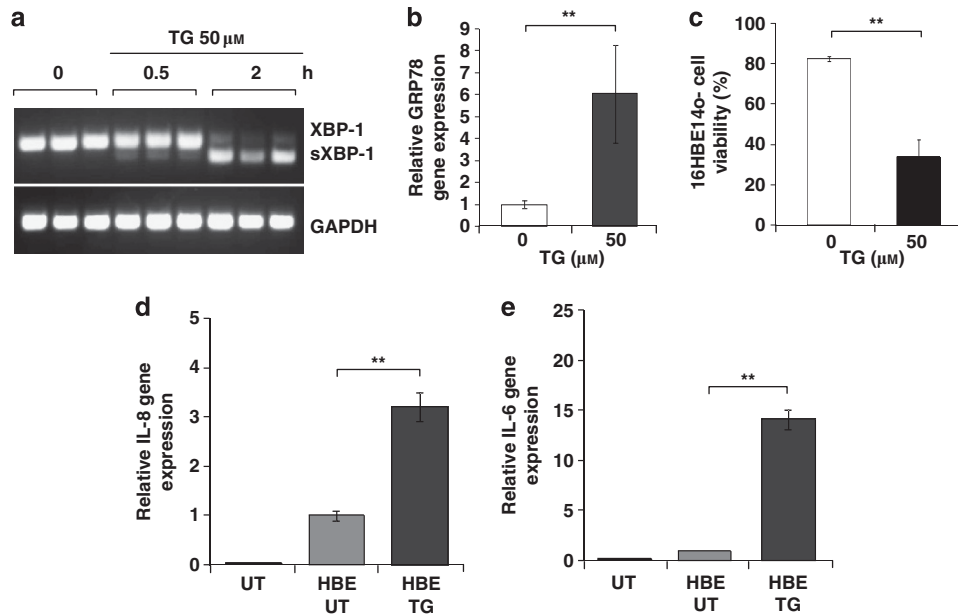 a
TG 50 μM
0 0.5 2 h
XBP-1
sXBP-1
GAPDH
b
**
Relative GRP78
gene expression
9
8
7
6
5
4
3
2
1
0
0 50
TG (μM)
c
**
16HBE14o- cell
viability (%)
100
80
60
40
20
0
0 50
TG (μM)
d
**
Relative IL-8 gene
expression
5
4
3
2
1
0
UT HBE HBE
UT TG
e
**
Relative IL-6 gene
expression
25
20
15
10
5
0
UT HBE HBE
UT TG